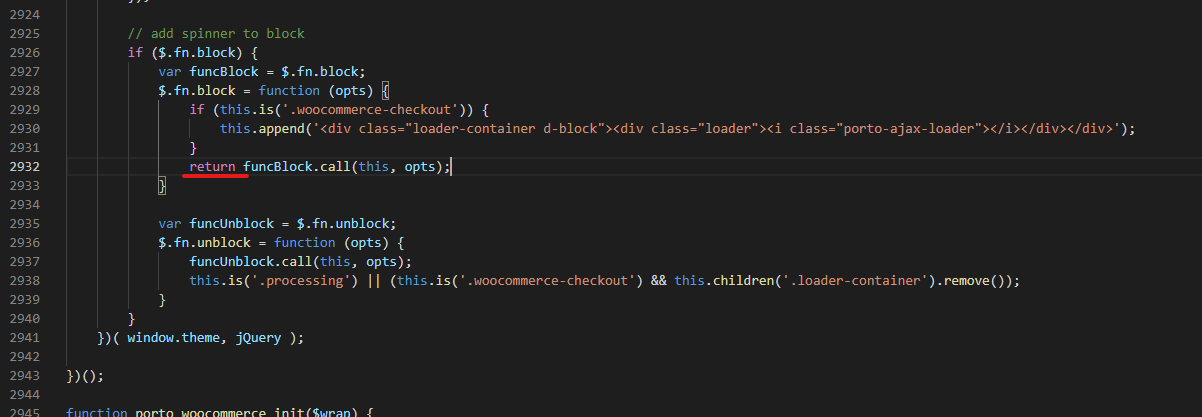 2924
2925 // add spinner to block
2926 if ($.fn.block) {
2927 var funcBlock = $.fn.block;
2928 $.fn.block = function (opts) {
2929 if (this.is('.woocommerce-checkout')) {
2930 this.append('<div class="loader-container d-block"><div class="loader"><i class="porto-ajax-loader"></i></div></div>');
2931 }
2932 return funcBlock.call(this, opts);
2933 }
2934
2935 var funcUnblock = $.fn.unblock;
2936 $.fn.unblock = function (opts) {
2937 funcUnblock.call(this, opts);
2938 this.is('.processing') || (this.is('.woocommerce-checkout') && this.children('.loader-container').remove());
2939 }
2940 }
2941 })( window.theme, jQuery );
2942
2943 })();
2944
2945 function porto_woocommerce_init($wrap) {